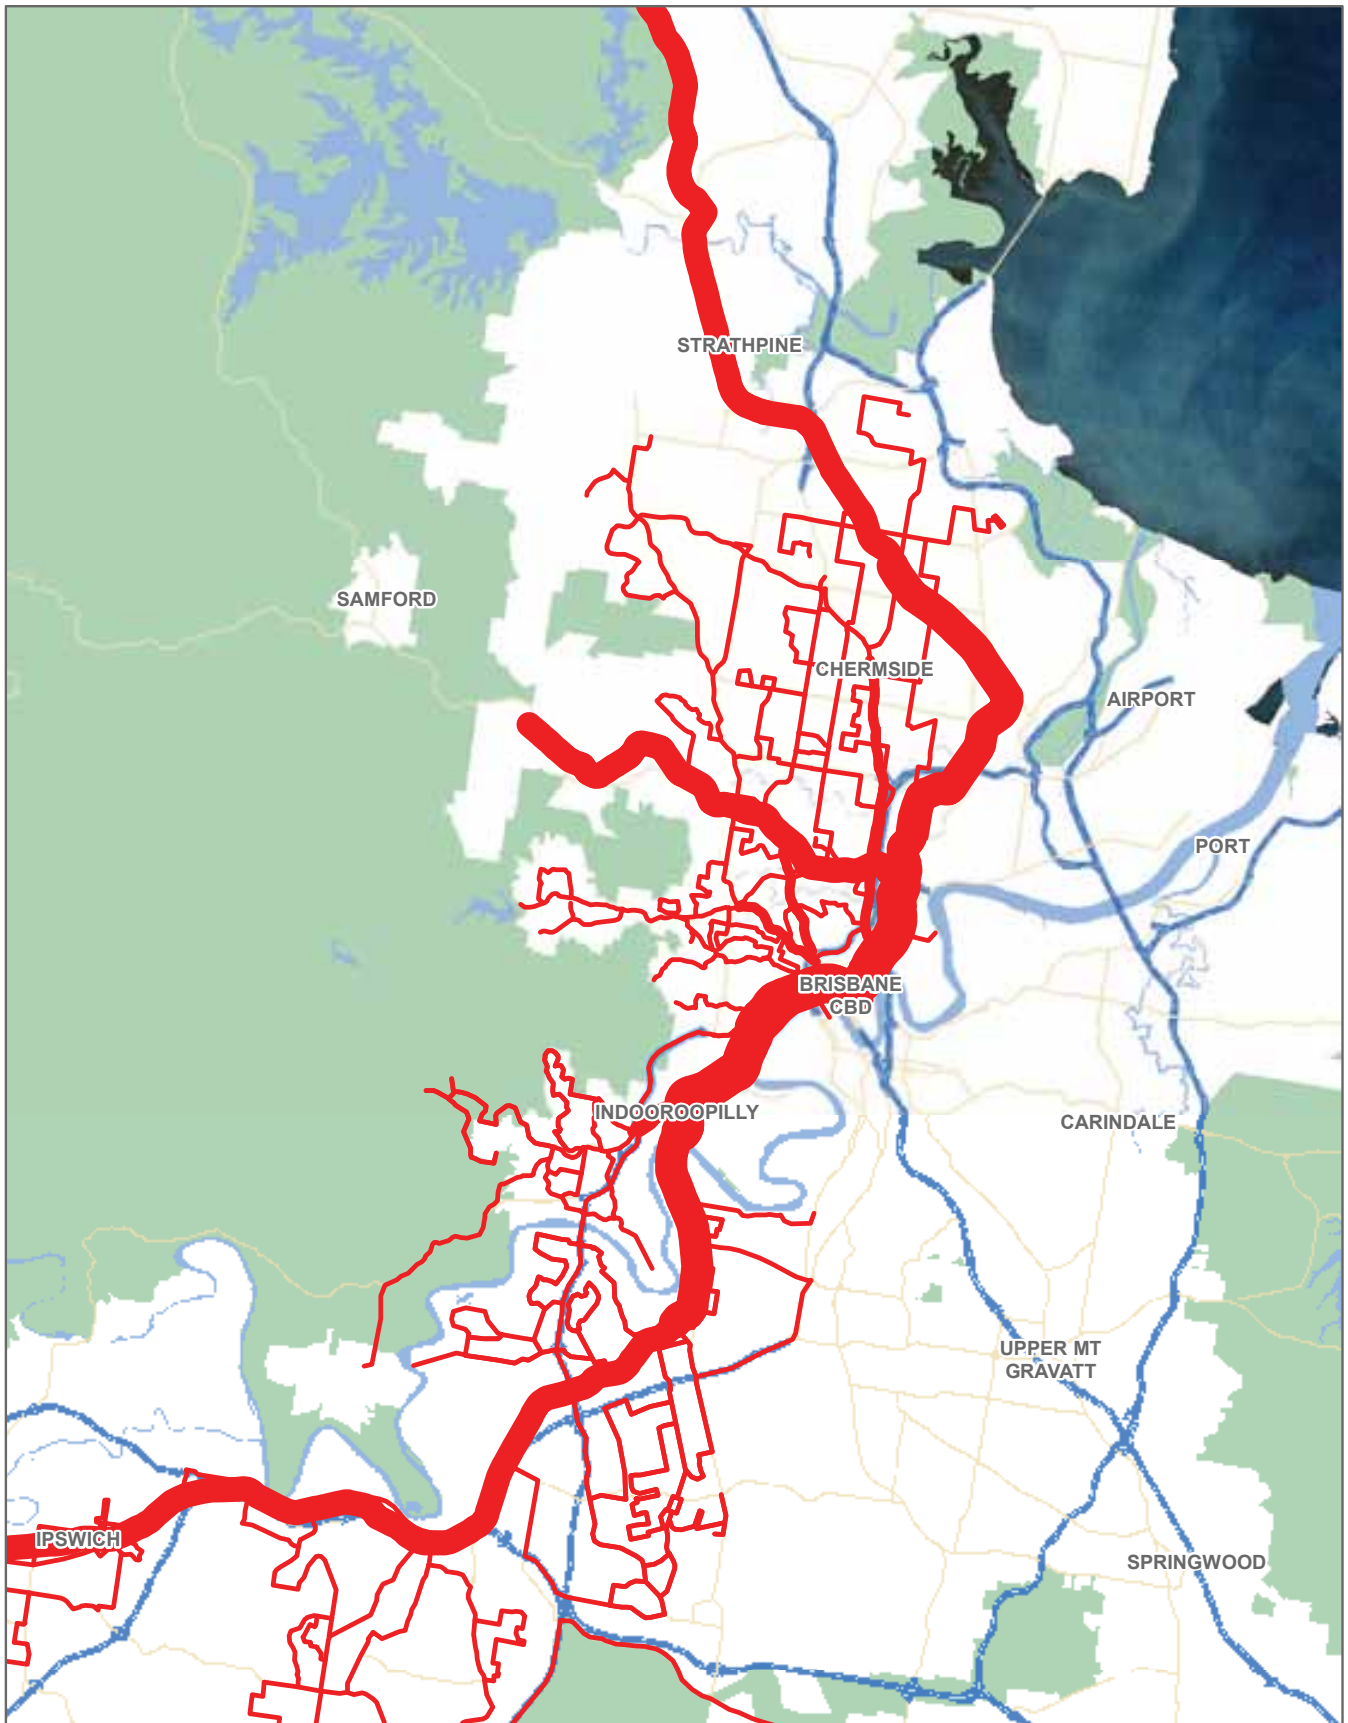 STRATHPINE
SAMFORD
CHERMSIDE
AIRPORT
PORT
BRISBANE
CBD
INDOOROOPILLY
CARINDALE
UPPER MT
GRAVATT
IPSWICH
SPRINGWOOD